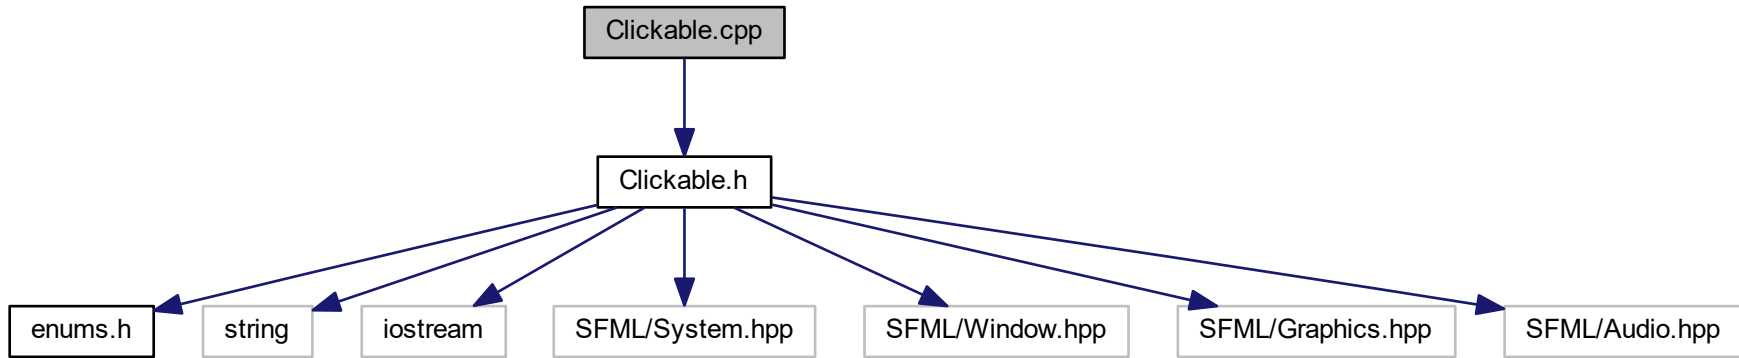 Clickable.cpp
Clickable.h
enums.h
string
iostream
SFML/System.hpp
SFML/Window.hpp
SFML/Graphics.hpp
SFML/Audio.hpp